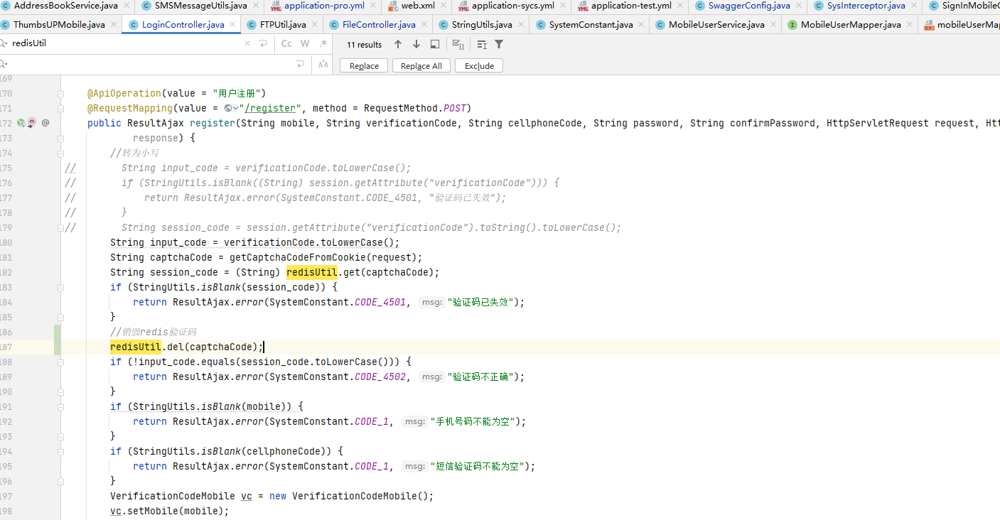 AddressBookService.java SMSMessageUtils.java application-pro.yml web.xml application-sycs.yml application-test.yml SwaggerConfig.java SysInterceptor.java SignInMobileC
ThumbsUPMobile.java LoginController.java FTPUtil.java FileController.java StringUtils.java SystemConstant.java MobileUserService.java MobileUserMapper.java mobileUserMap
redisUtil Cc W .* 11 results
Replace Replace All Exclude
169
170 @ApiOperation(value = "用户注册")
171 @RequestMapping(value = "/register", method = RequestMethod.POST)
172 public ResultAjax register(String mobile, String verificationCode, String cellphoneCode, String password, String confirmPassword, HttpServletRequest request, Htt
173 response) {
174 //转为小写
175 // String input_code = verificationCode.toLowerCase();
176 // if (StringUtils.isBlank((String) session.getAttribute("verificationCode"))) {
177 // return ResultAjax.error(SystemConstant.CODE_4501, "验证码已失效");
178 // }
179 // String session_code = session.getAttribute("verificationCode").toString().toLowerCase();
180 String input_code = verificationCode.toLowerCase();
181 String captchaCode = getCaptchaCodeFromCookie(request);
182 String session_code = (String) redisUtil.get(captchaCode);
183 if (StringUtils.isBlank(session_code)) {
184 return ResultAjax.error(SystemConstant.CODE_4501, msg: "验证码已失效");
185 }
186 //销毁redis验证码
187 redisUtil.del(captchaCode);
188 if (!input_code.equals(session_code.toLowerCase())) {
189 return ResultAjax.error(SystemConstant.CODE_4502, msg: "验证码不正确");
190 }
191 if (StringUtils.isBlank(mobile)) {
192 return ResultAjax.error(SystemConstant.CODE_1, msg: "手机号码不能为空");
193 }
194 if (StringUtils.isBlank(cellphoneCode)) {
195 return ResultAjax.error(SystemConstant.CODE_1, msg: "短信验证码不能为空");
196 }
197 VerificationCodeMobile vc = new VerificationCodeMobile();
198 vc.setMobile(mobile);